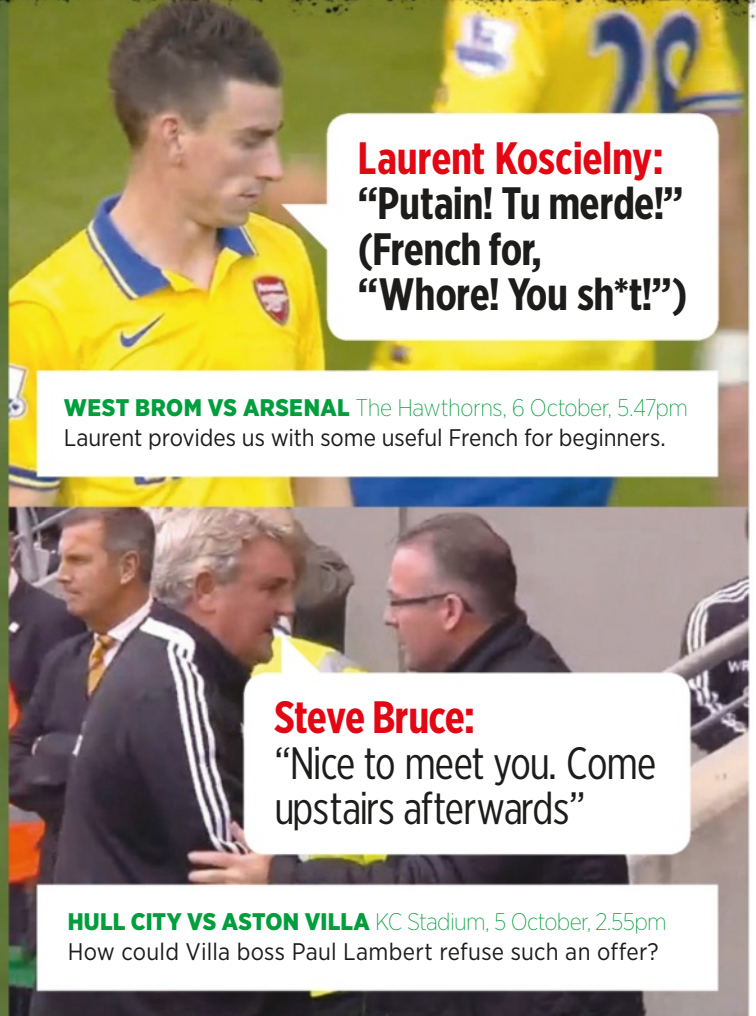 28
Laurent Koscielny:
“Putain! Tu merde!”
(French for,
“Whore! You sh*t!”)
Arsenal
WEST BROM VS ARSENAL The Hawthorns, 6 October, 5.47pm
Laurent provides us with some useful French for beginners.
WR
Steve Bruce:
“Nice to meet you. Come
upstairs afterwards”
HULL CITY VS ASTON VILLA KC Stadium, 5 October, 2.55pm
How could Villa boss Paul Lambert refuse such an offer?